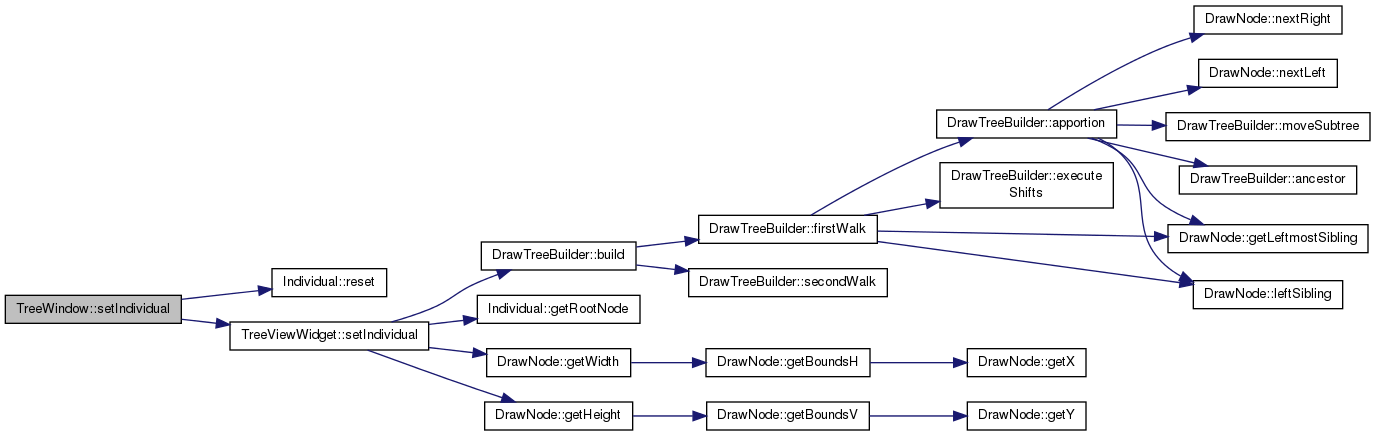 DrawNode::nextRight
DrawNode::nextLeft
DrawTreeBuilder::apportion
DrawTreeBuilder::moveSubtree
DrawTreeBuilder::execute
Shifts
DrawTreeBuilder::ancestor
DrawTreeBuilder::firstWalk
DrawNode::getLeftmostSibling
DrawTreeBuilder::build
Individual::reset
DrawTreeBuilder::secondWalk
DrawNode::leftSibling
TreeWindow::setIndividual
Individual::getRootNode
TreeViewWidget::setIndividual
DrawNode::getWidth
DrawNode::getBoundsH
DrawNode::getX
DrawNode::getHeight
DrawNode::getBoundsV
DrawNode::getY